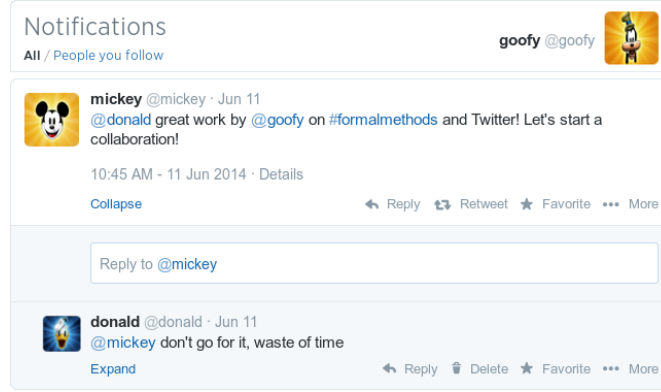 Notifications
All / People you follow
goofy @goofy
mickey @mickey · Jun 11
@donald great work by @goofy on #formalmethods and Twitter! Let's start a
collaboration!
10:45 AM - 11 Jun 2014 · Details
Collapse
Reply Retweet Favorite ••• More
Reply to @mickey
donald @donald · Jun 11
@mickey don't go for it, waste of time
Expand
Reply Delete Favorite ••• More